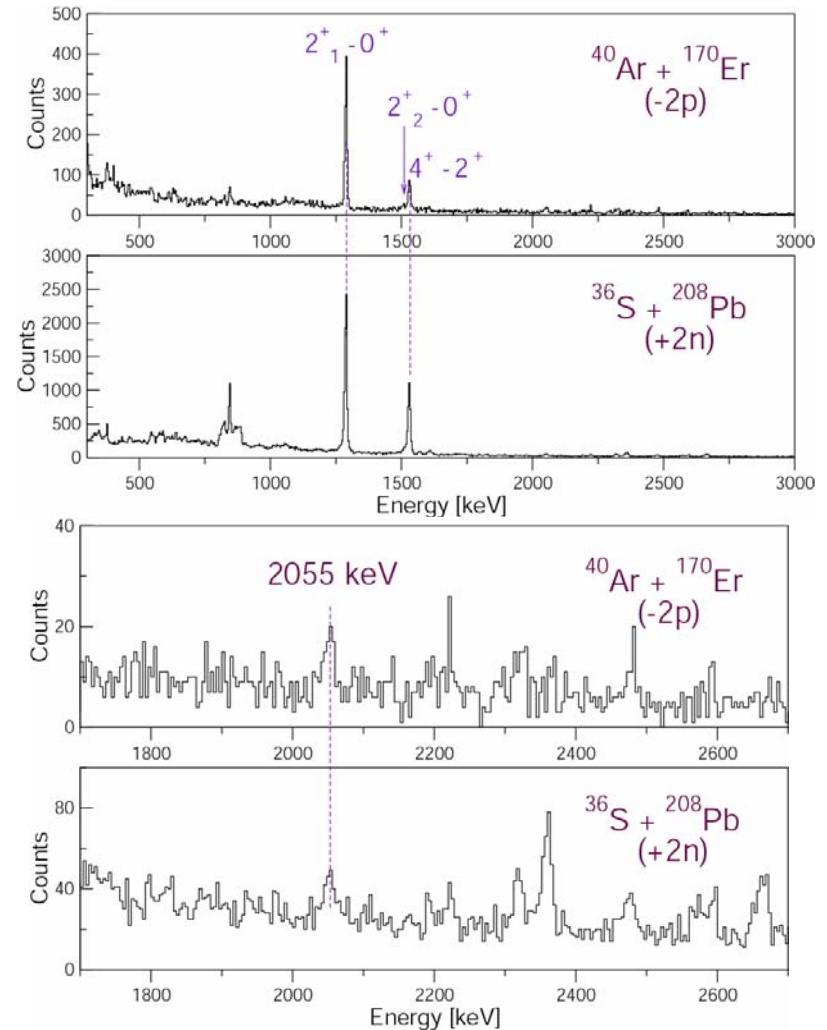 500
400
300
200
100
0
Counts
2⁺₁-0⁺
2⁺₂-0⁺
4⁺-2⁺
⁴⁰Ar + ¹⁷⁰Er
(-2p)
500 1000 1500 2000 2500 3000
3000
2500
2000
1500
1000
500
0
Counts
³⁶S + ²⁰⁸Pb
(+2n)
500 1000 1500 2000 2500 3000
Energy [keV]
40
20
0
Counts
2055 keV
⁴⁰Ar + ¹⁷⁰Er
(-2p)
1800 2000 2200 2400 2600
80
40
0
Counts
³⁶S + ²⁰⁸Pb
(+2n)
1800 2000 2200 2400 2600
Energy [keV]